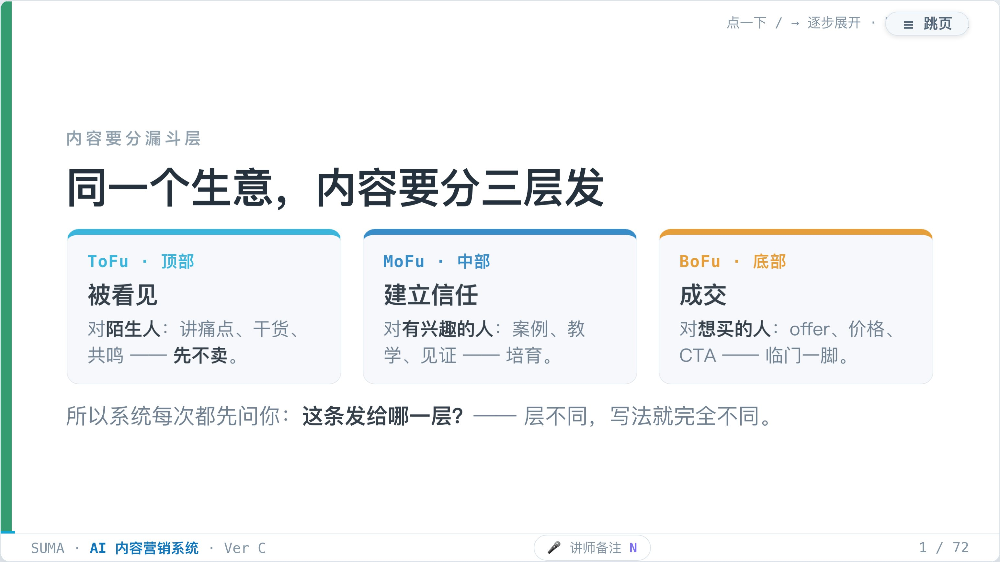 点一下 / → 逐步展开 ·
≡ 跳页
内容要分漏斗层
同一个生意，内容要分三层发
ToFu · 顶部
被看见
对陌生人：讲痛点、干货、
共鸣 —— 先不卖。
MoFu · 中部
建立信任
对有兴趣的人：案例、教
学、见证 —— 培育。
BoFu · 底部
成交
对想买的人：offer、价格、
CTA —— 临门一脚。
所以系统每次都先问你：这条发给哪一层? —— 层不同，写法就完全不同。
SUMA · AI 内容营销系统 · Ver C
🎤 讲师备注 N
1 / 72